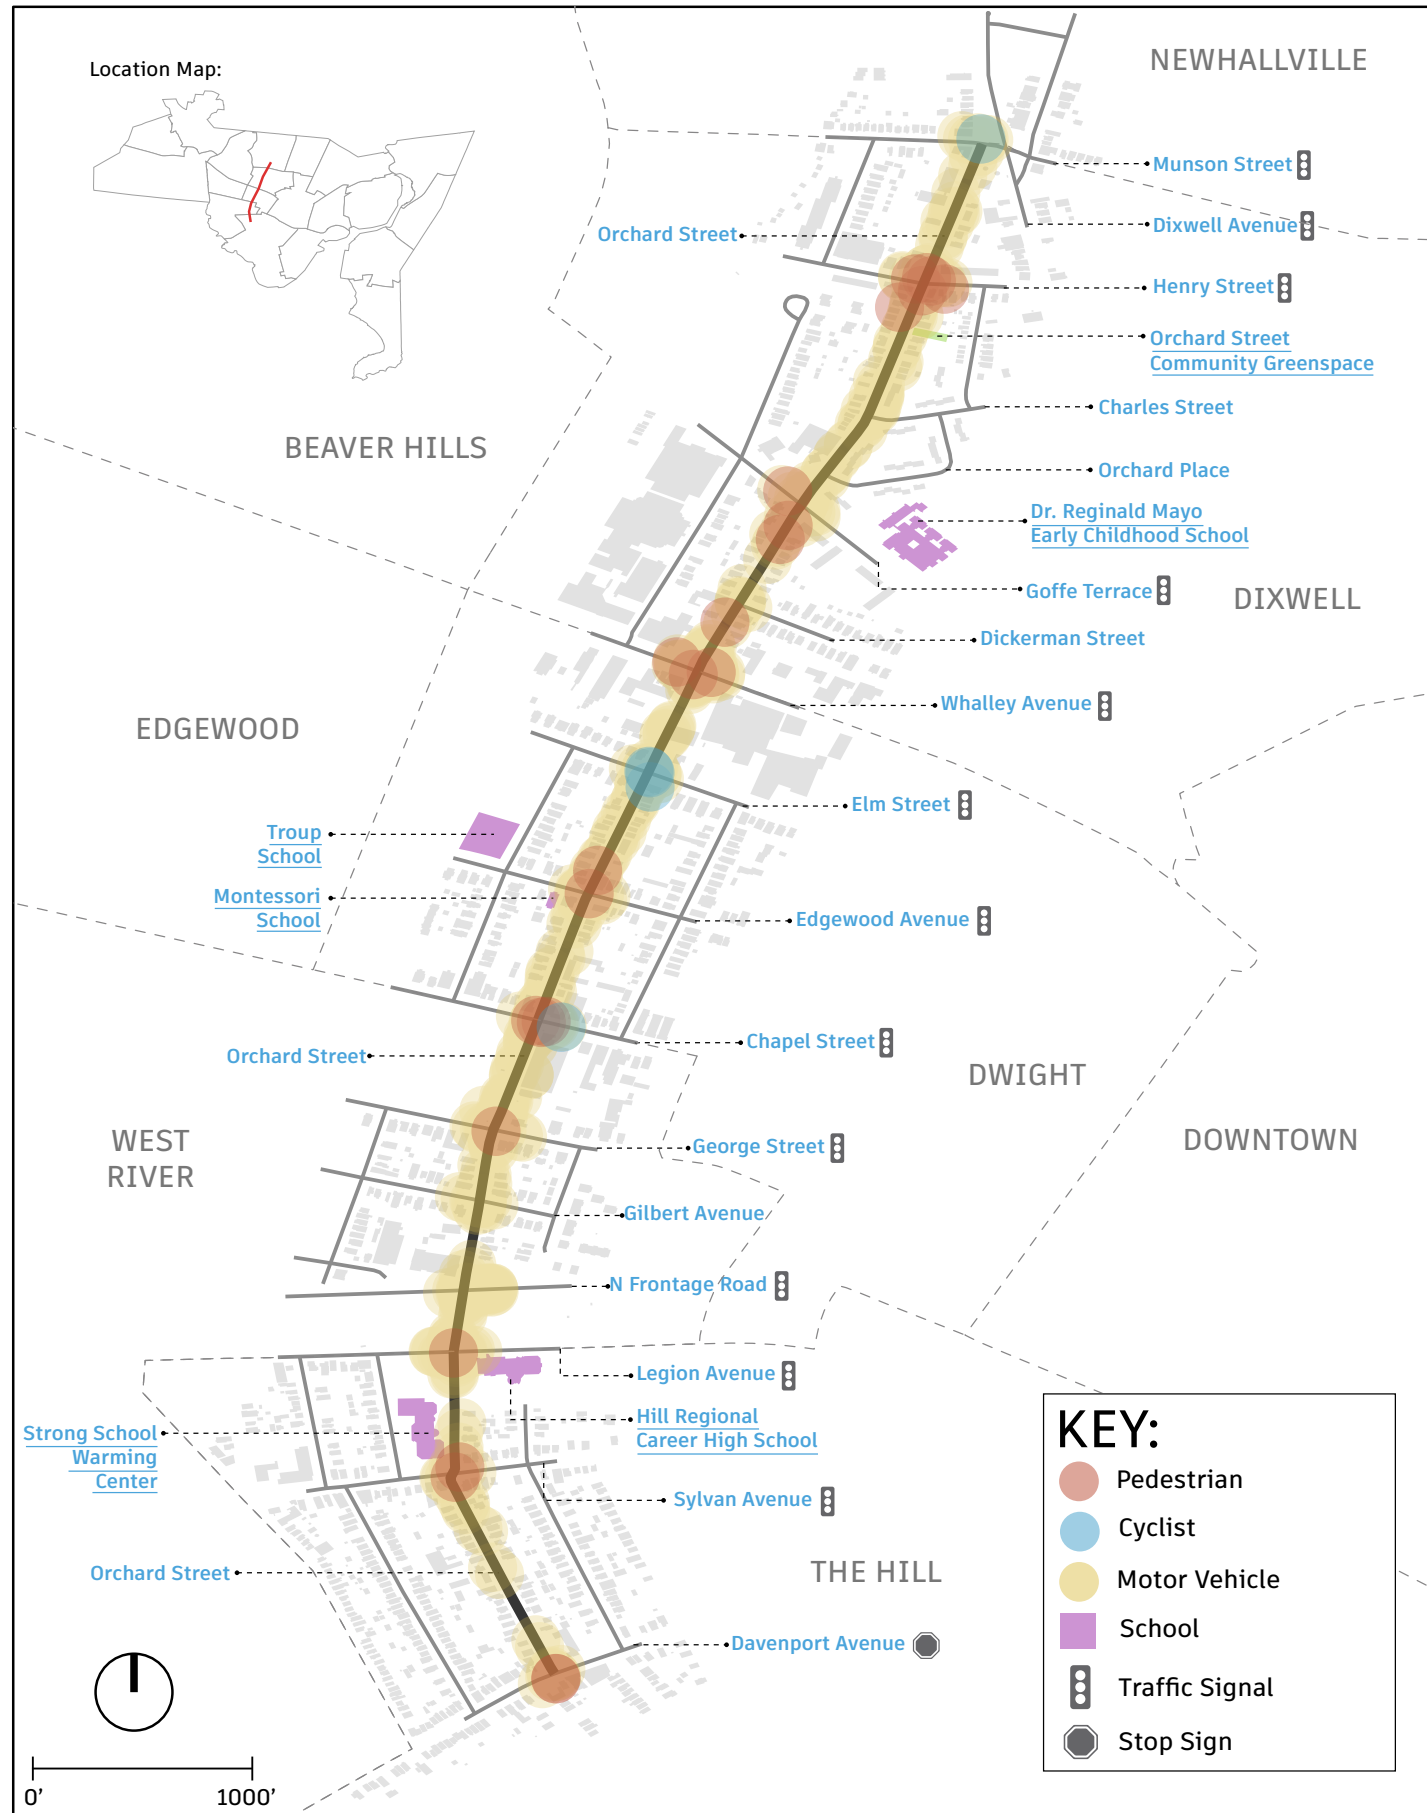 Location Map:
NEWHALLVILLE
Munson Street
Dixwell Avenue
Orchard Street
Henry Street
Orchard Street
Community Greenspace
Charles Street
BEAVER HILLS
Orchard Place
Dr. Reginald Mayo
Early Childhood School
Goffe Terrace
DIXWELL
Dickerman Street
Whalley Avenue
EDGEWOOD
Elm Street
Troup
School
Montessori
School
Edgewood Avenue
Chapel Street
Orchard Street
DWIGHT
WEST
RIVER
George Street
DOWNTOWN
Gilbert Avenue
N Frontage Road
Legion Avenue
Hill Regional
Career High School
Strong School
Warming
Center
Sylvan Avenue
Orchard Street
THE HILL
Davenport Avenue
KEY:
Pedestrian
Cyclist
Motor Vehicle
School
Traffic Signal
Stop Sign
0'
1000'